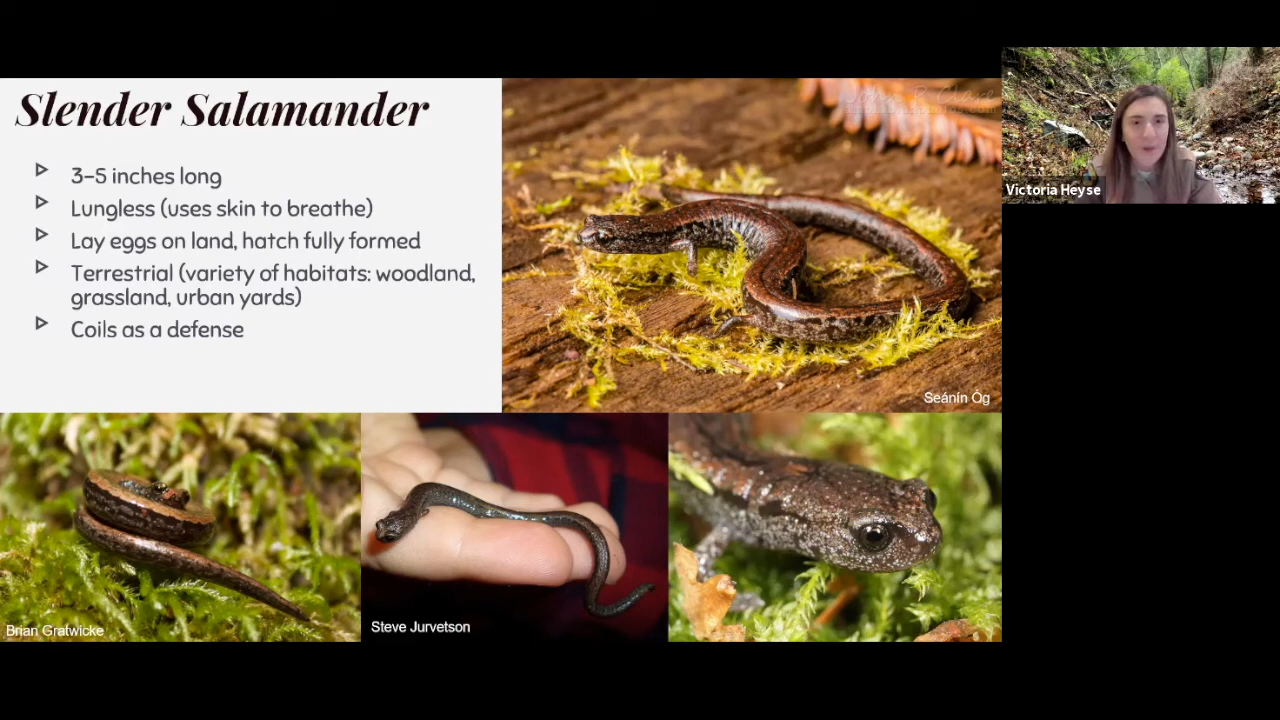 Slender Salamander
3-5 inches long
Lungless (uses skin to breathe)
Lay eggs on land, hatch fully formed
Terrestrial (variety of habitats: woodland,
grassland, urban yards)
Coils as a defense
Seánín Óg
Victoria Heyse
Brian Gratwicke
Steve Jurvetson